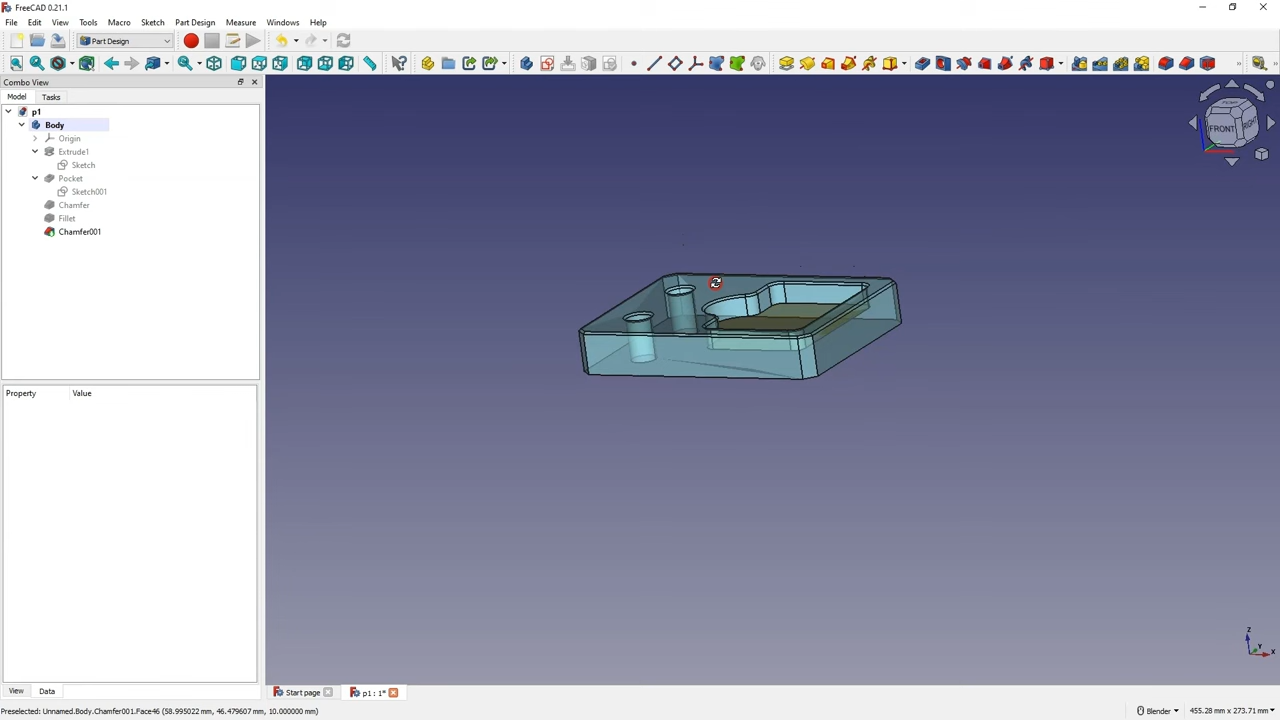 FreeCAD 0.21.1
File Edit View Tools Macro Sketch Part Design Measure Windows Help
Part Design
Combo View
Model Tasks
p1
Body
Origin
Extrude1
Sketch
Pocket
Sketch001
Chamfer
Fillet
Chamfer001
FRONT RIGHT
Property Value
Z
Y
X
View Data
Start page p1 : 1*
Preselected: Unnamed.Body.Chamfer001.Face46 (58.995022 mm, 46.479607 mm, 10.000000 mm)
Blender 455.28 mm x 273.71 mm